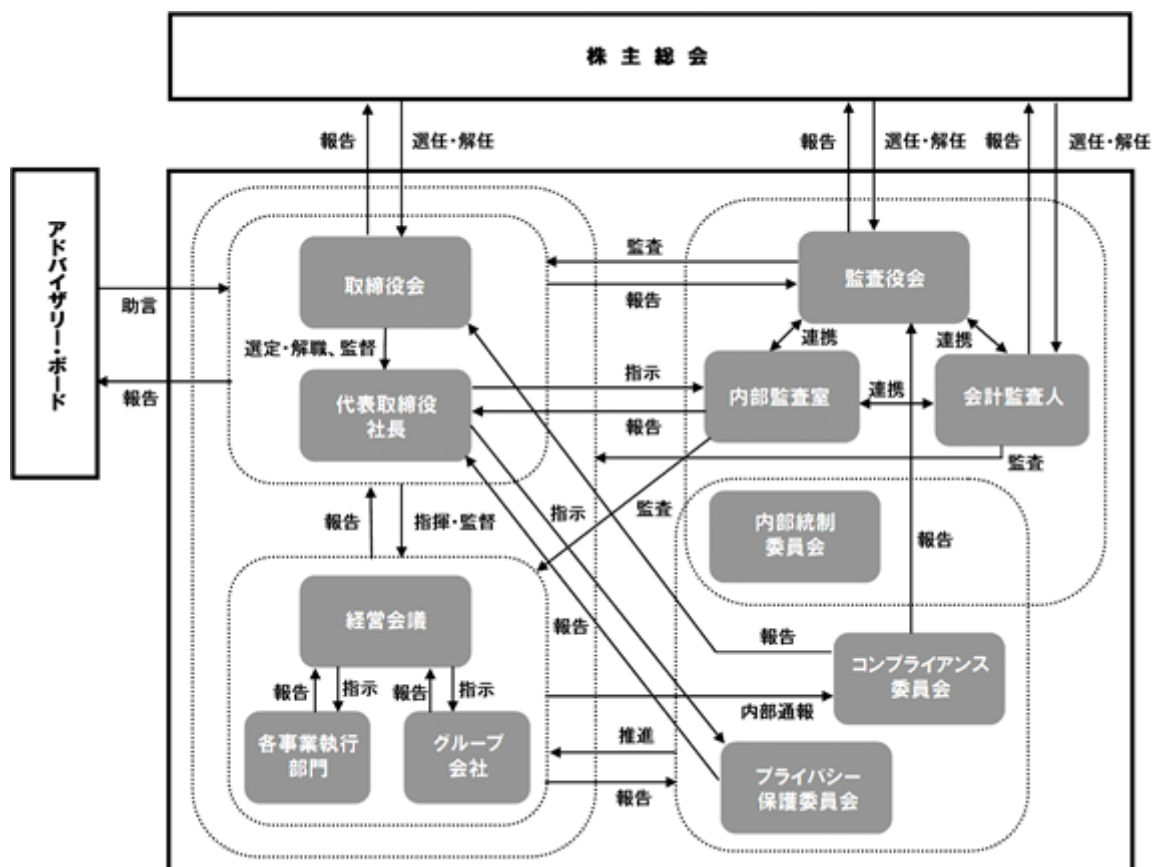 株主総会
報告
選任・解任
報告
選任・解任
報告
選任・解任
アドバイザリー・ボード
助言
報告
取締役会
選定・解職、監督
代表取締役
社長
監査
報告
監査役会
連携
連携
指示
報告
内部監査室
連携
会計監査人
監査
報告
指揮・監督
指示
監査
内部統制
委員会
報告
経営会議
報告
指示
報告
指示
各事業執行
部門
グループ
会社
報告
報告
コンプライアンス
委員会
内部通報
推進
報告
プライバシー
保護委員会